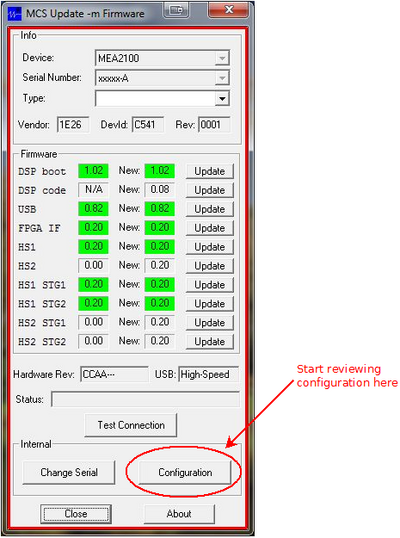 MCS Update -m Firmware
Info
Device: MEA2100
Serial Number: xxxxx-A
Type:
Vendor: 1E26 DevId: C541 Rev: 0001
Firmware
DSP boot 1.02 New: 1.02 Update
DSP code N/A New: 0.08 Update
USB 0.82 New: 0.82 Update
FPGA IF 0.20 New: 0.20 Update
HS1 0.20 New: 0.20 Update
HS2 0.00 New: 0.20 Update
HS1 STG1 0.20 New: 0.20 Update
HS1 STG2 0.20 New: 0.20 Update
HS2 STG1 0.00 New: 0.20 Update
HS2 STG2 0.00 New: 0.20 Update
Hardware Rev: CCAA--- USB: High-Speed
Status:
Test Connection
Internal
Change Serial Configuration
Close About
Start reviewing
configuration here